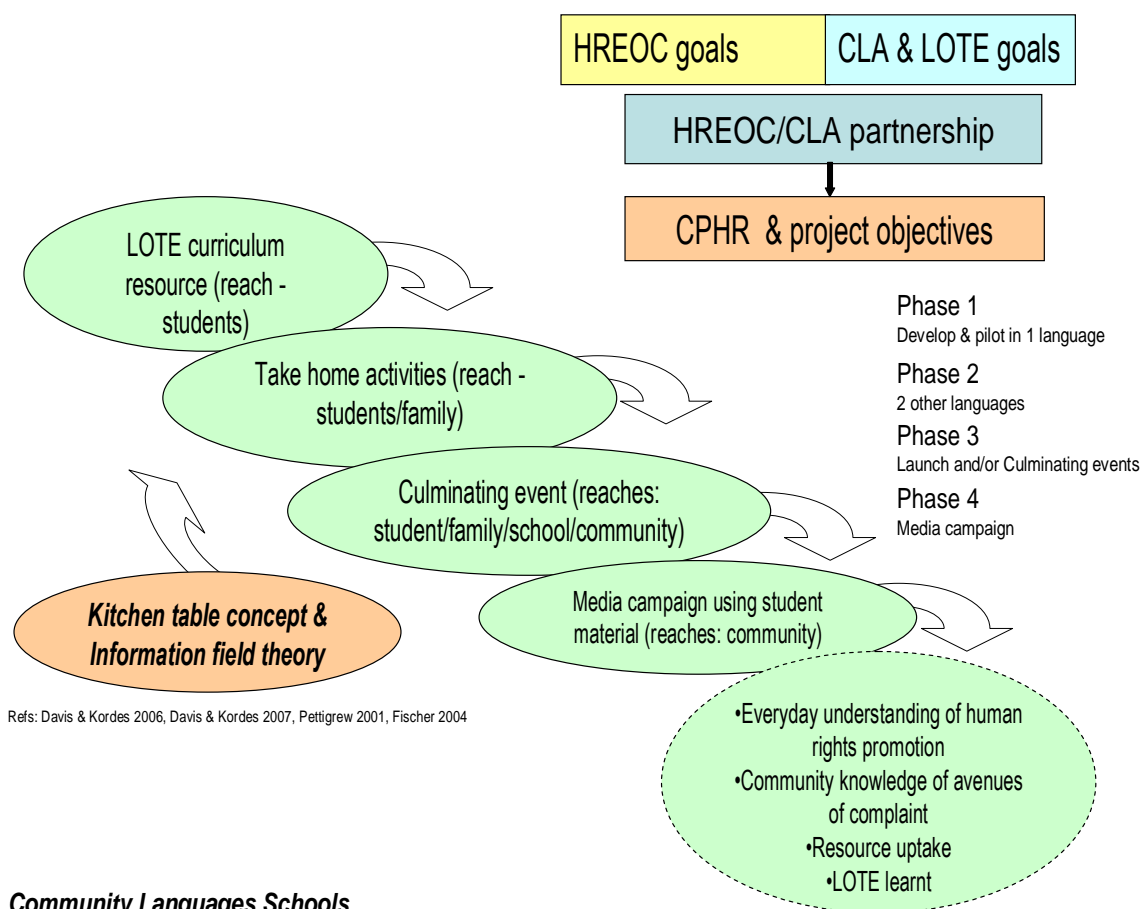 HREOC goals
CLA & LOTE goals
HREOC/CLA partnership
CPHR & project objectives
LOTE curriculum
resource (reach -
students)
Take home activities (reach -
students/family)
Culminating event (reaches:
student/family/school/community)
Media campaign using student
material (reaches: community)
•Everyday understanding of human
rights promotion
•Community knowledge of avenues
of complaint
•Resource uptake
•LOTE learnt
Phase 1
Develop & pilot in 1 language
Phase 2
2 other languages
Phase 3
Launch and/or Culminating events
Phase 4
Media campaign
Kitchen table concept &
Information field theory
Refs: Davis & Kordes 2006, Davis & Kordes 2007, Pettigrew 2001, Fischer 2004
Community Languages Schools